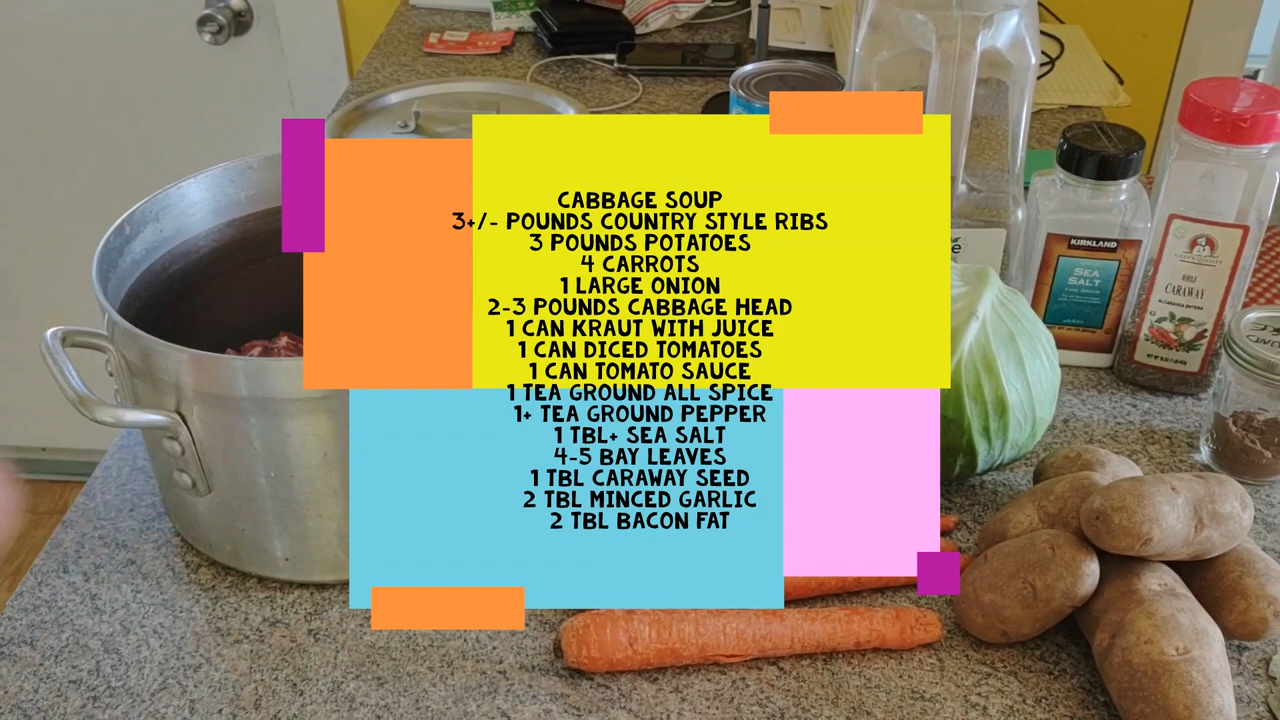 CABBAGE SOUP
3+/- POUNDS COUNTRY STYLE RIBS
3 POUNDS POTATOES
4 CARROTS
1 LARGE ONION
2-3 POUNDS CABBAGE HEAD
1 CAN KRAUT WITH JUICE
1 CAN DICED TOMATOES
1 CAN TOMATO SAUCE
1 TEA GROUND ALL SPICE
1+ TEA GROUND PEPPER
1 TBL+ SEA SALT
4-5 BAY LEAVES
1 TBL CARAWAY SEED
2 TBL MINCED GARLIC
2 TBL BACON FAT
KIRKLAND
SEA
SALT
CARAWAY